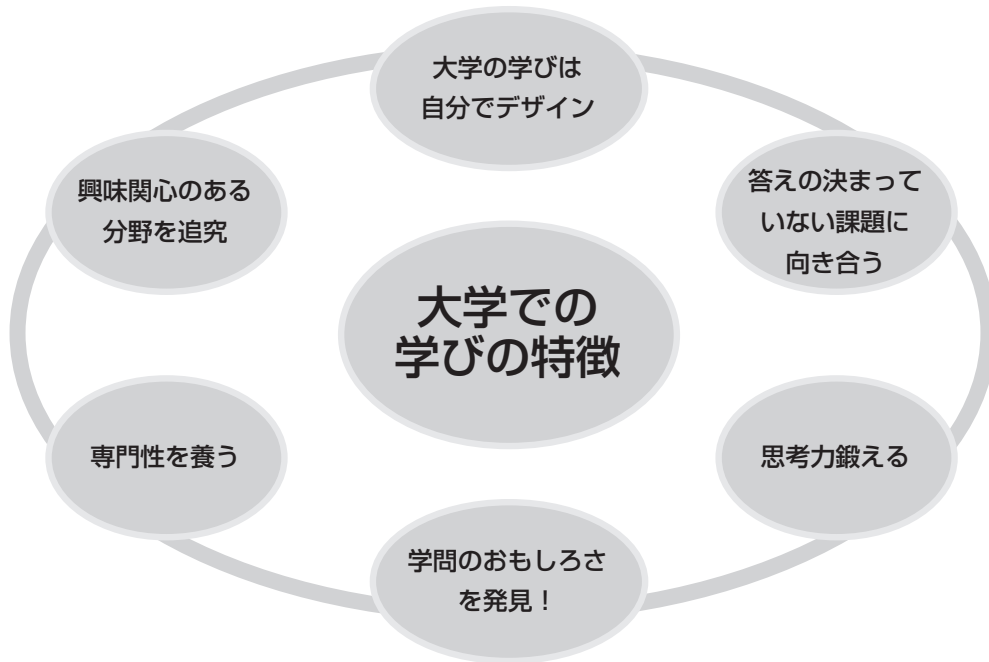 大学の学びは
自分でデザイン
答えの決まって
いない課題に
向き合う
思考力鍛える
学問のおもしろさ
を発見！
専門性を養う
興味関心のある
分野を追究
大学での
学びの特徴